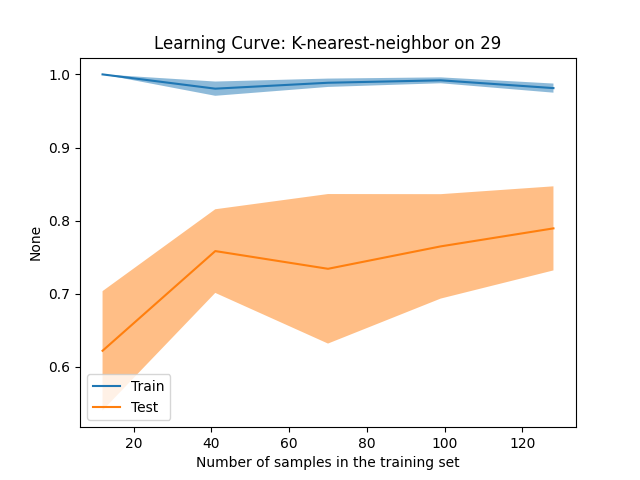 Learning Curve: K-nearest-neighbor on 29
1.0
0.9
0.8
0.7
0.6
None
Train
Test
20 40 60 80 100 120
Number of samples in the training set